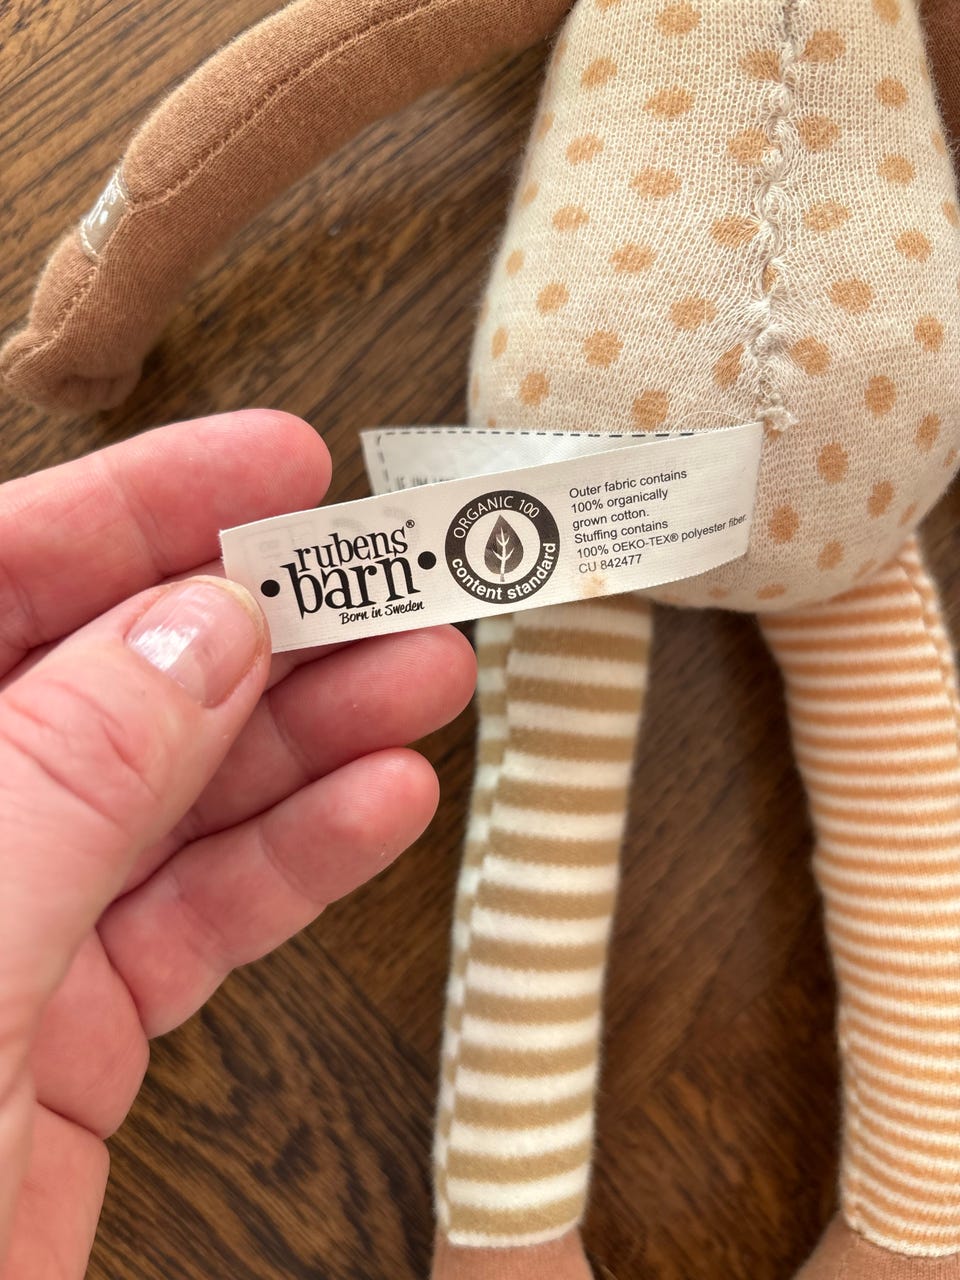 rubens®
barn
Born in Sweden
ORGANIC 100
content standard
Outer fabric contains
100% organically
grown cotton.
Stuffing contains
100% OEKO-TEX® polyester fiber.
CU 842477